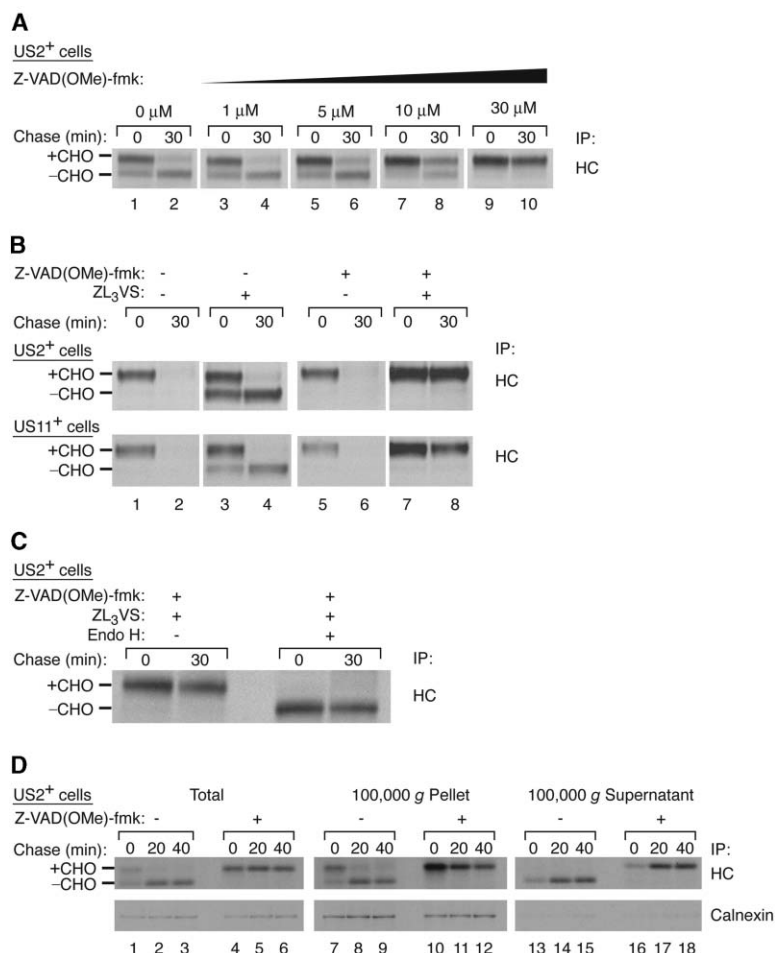 A
US2+ cells
Z-VAD(OMe)-fmk:
0 µM 1 µM 5 µM 10 µM 30 µM
Chase (min): 0 30 0 30 0 30 0 30 0 30 IP:
+CHO
HC
–CHO
1 2 3 4 5 6 7 8 9 10
B
Z-VAD(OMe)-fmk: - - + +
ZL3VS: - + - +
Chase (min): 0 30 0 30 0 30 0 30
US2+ cells IP:
+CHO HC
–CHO
US11+ cells
+CHO HC
–CHO
1 2 3 4 5 6 7 8
C
US2+ cells
Z-VAD(OMe)-fmk: + +
ZL3VS: + +
Endo H: - +
Chase (min): 0 30 0 30 IP:
+CHO HC
–CHO
D
US2+ cells Total 100,000 g Pellet 100,000 g Supernatant
Z-VAD(OMe)-fmk: - + - + - +
Chase (min): 0 20 40 0 20 40 0 20 40 0 20 40 0 20 40 0 20 40 IP:
+CHO HC
–CHO
Calnexin
1 2 3 4 5 6 7 8 9 10 11 12 13 14 15 16 17 18